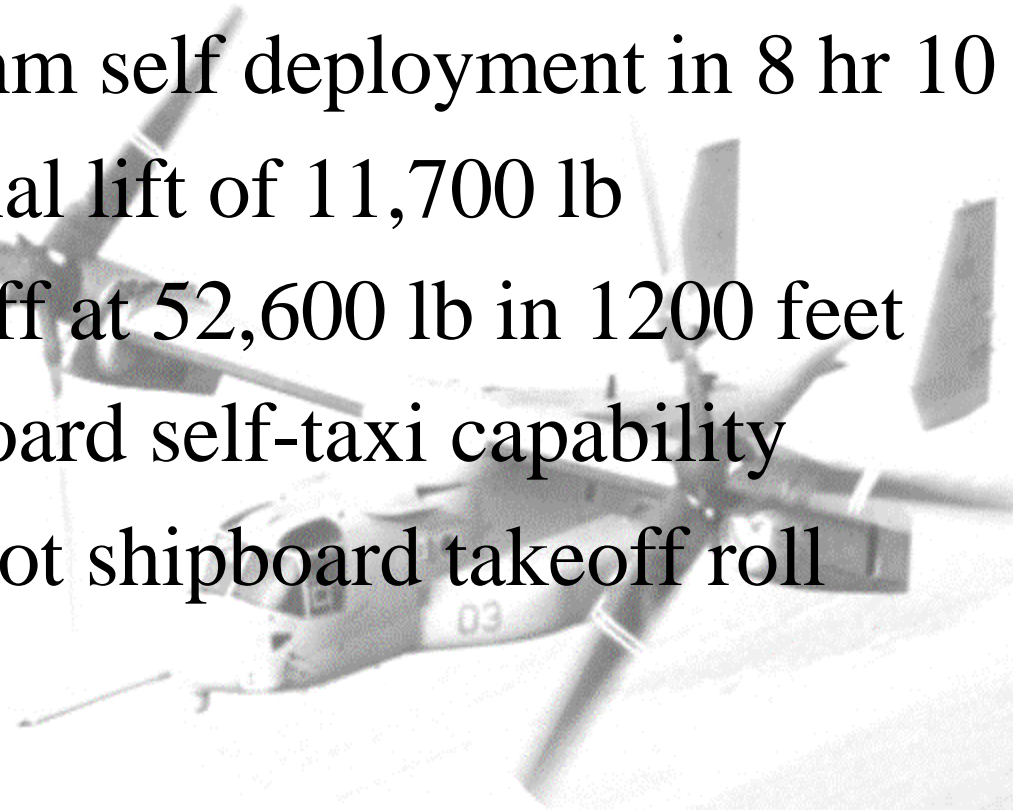 nm self deployment in 8 hr 10
al lift of 11,700 lb
ff at 52,600 lb in 1200 feet
oard self-taxi capability
ot shipboard takeoff roll
03